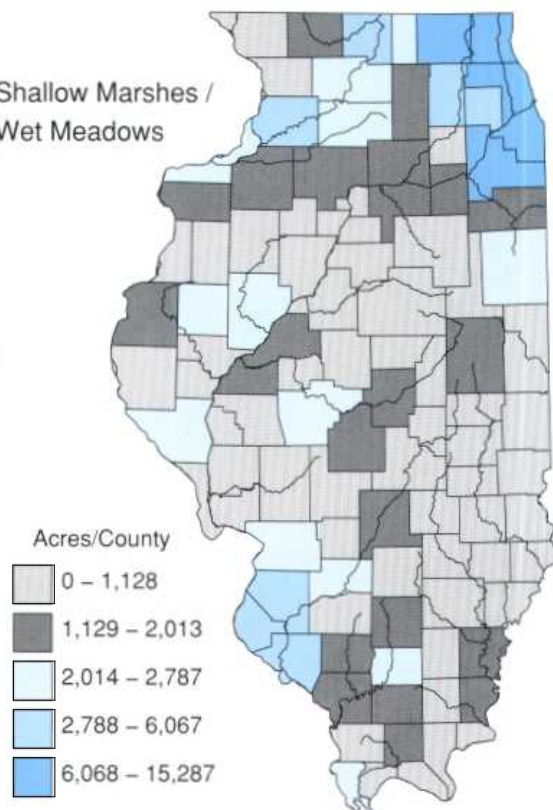 Shallow Marshes /
Wet Meadows
Acres/County
0 – 1,128
1,129 – 2,013
2,014 – 2,787
2,788 – 6,067
6,068 – 15,287